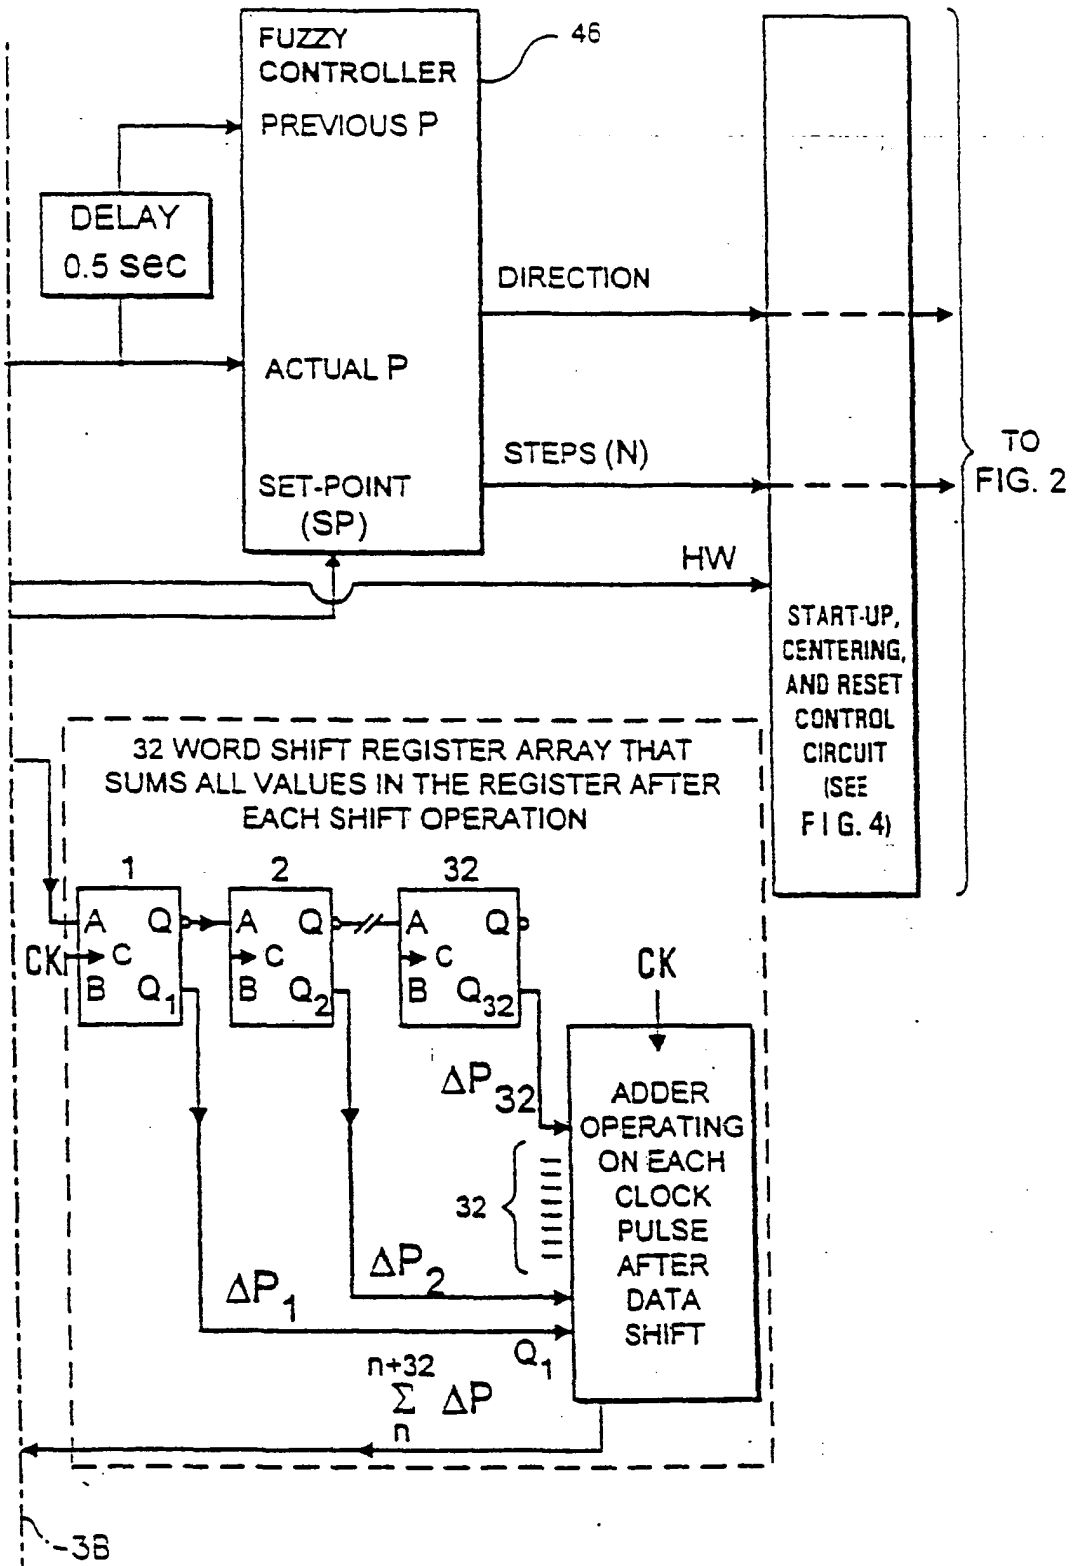 46
FUZZY
CONTROLLER
PREVIOUS P
DELAY
0.5 sec
DIRECTION
ACTUAL P
STEPS (N)
TO
FIG. 2
SET-POINT
(SP)
HW
START-UP,
CENTERING,
AND RESET
CONTROL
CIRCUIT
(SEE
FIG. 4)
32 WORD SHIFT REGISTER ARRAY THAT
SUMS ALL VALUES IN THE REGISTER AFTER
EACH SHIFT OPERATION
1 2 32
A Q A Q A Q
CK C C C
B Q1 B Q2 B Q32
CK
ΔP32
ADDER
OPERATING
ON EACH
CLOCK
PULSE
AFTER
DATA
SHIFT
32
ΔP2
ΔP1
Q1
n+32
Σ ΔP
n
3B